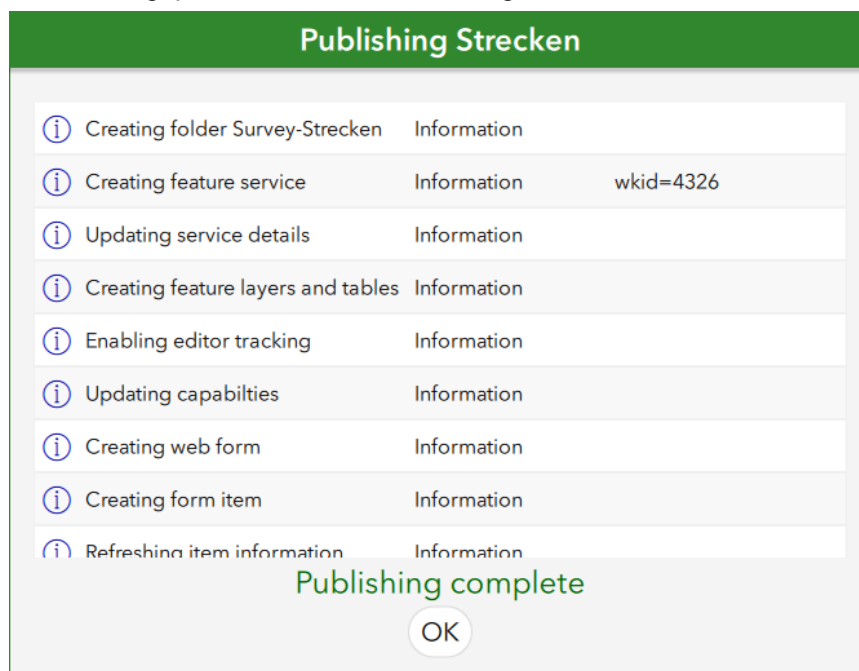 Publishing Strecken
Creating folder Survey-Strecken Information
Creating feature service Information wkid=4326
Updating service details Information
Creating feature layers and tables Information
Enabling editor tracking Information
Updating capabilties Information
Creating web form Information
Creating form item Information
Refreshing item information Information
Publishing complete
OK